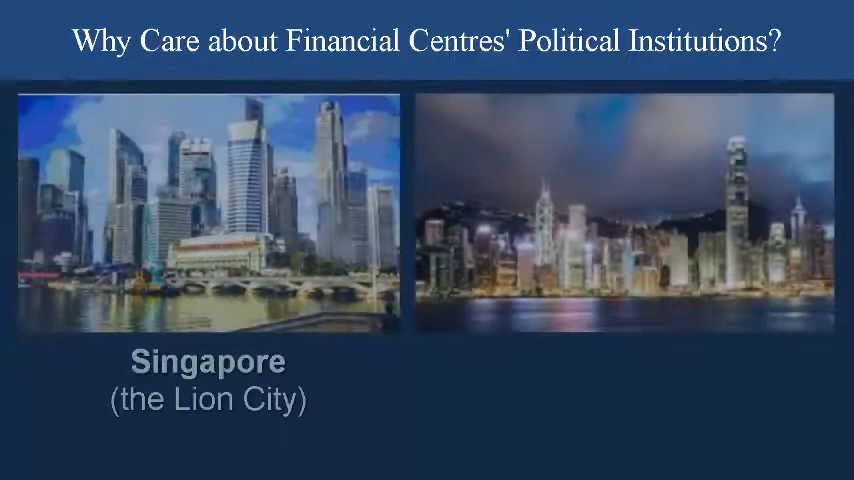 Why Care about Financial Centres' Political Institutions?
Singapore
(the Lion City)